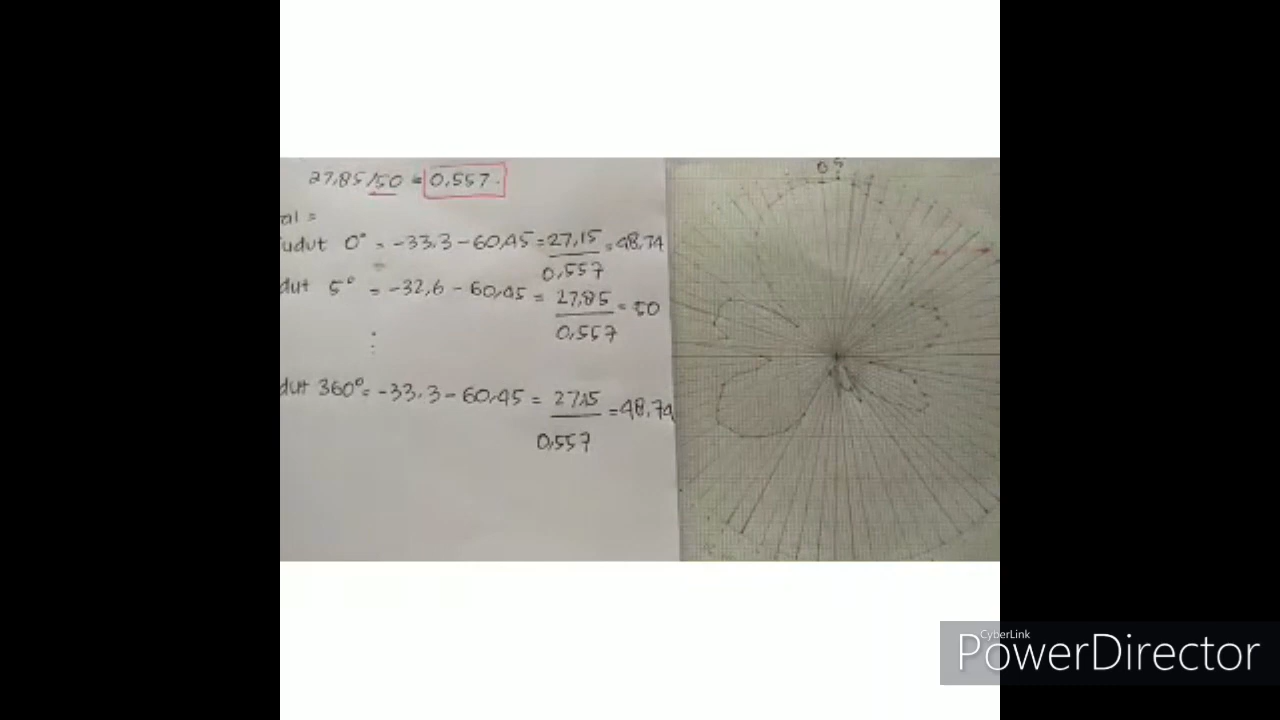 27,85/50 = 0,557.
al =
udut 0° = -33,3 - 60,45 = 27,15 / 0,557 = 48,74
dut 5° = -32,6 - 60,45 = 27,85 / 0,557 = 50
⋮
dut 360° = -33,3 - 60,45 = 27,15 / 0,557 = 48,74
0 5
CyberLink
PowerDirector